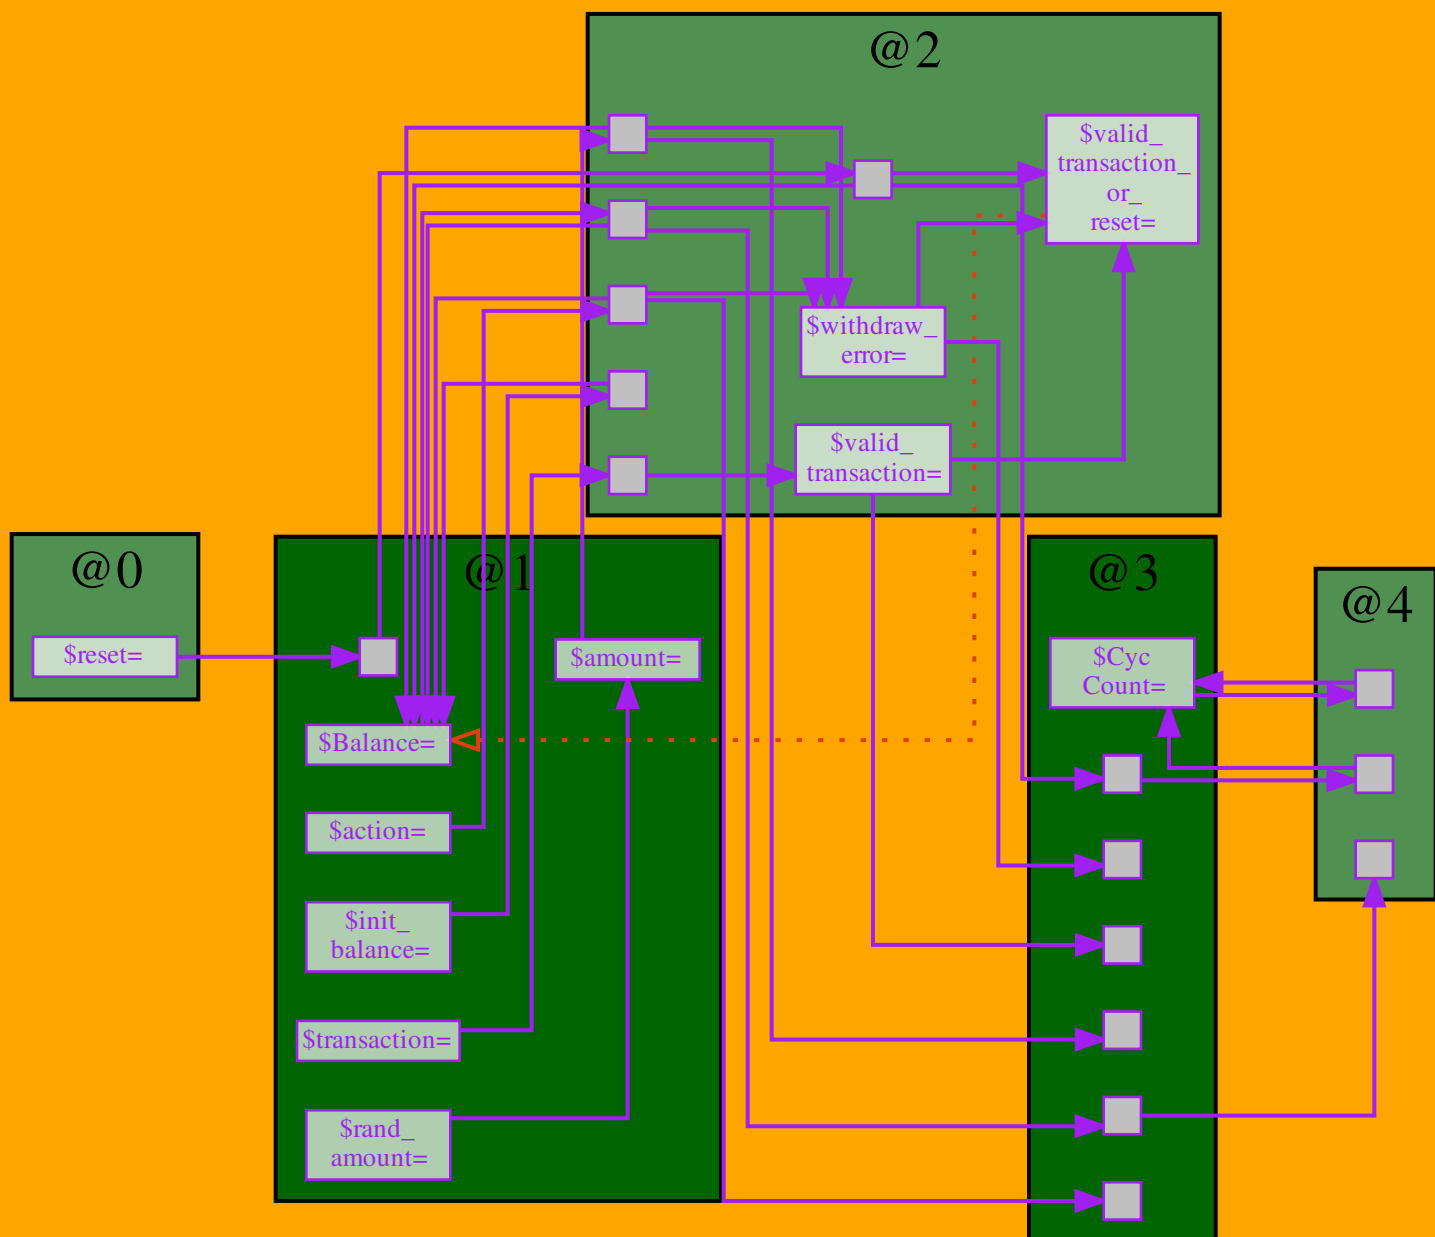 @2
$valid_
transaction_
or_
reset=
$withdraw_
error=
$valid_
transaction=
@0
$reset=
@1
$amount=
$Balance=
$action=
$init_
balance=
$transaction=
$rand_
amount=
@3
$Cyc
Count=
@4